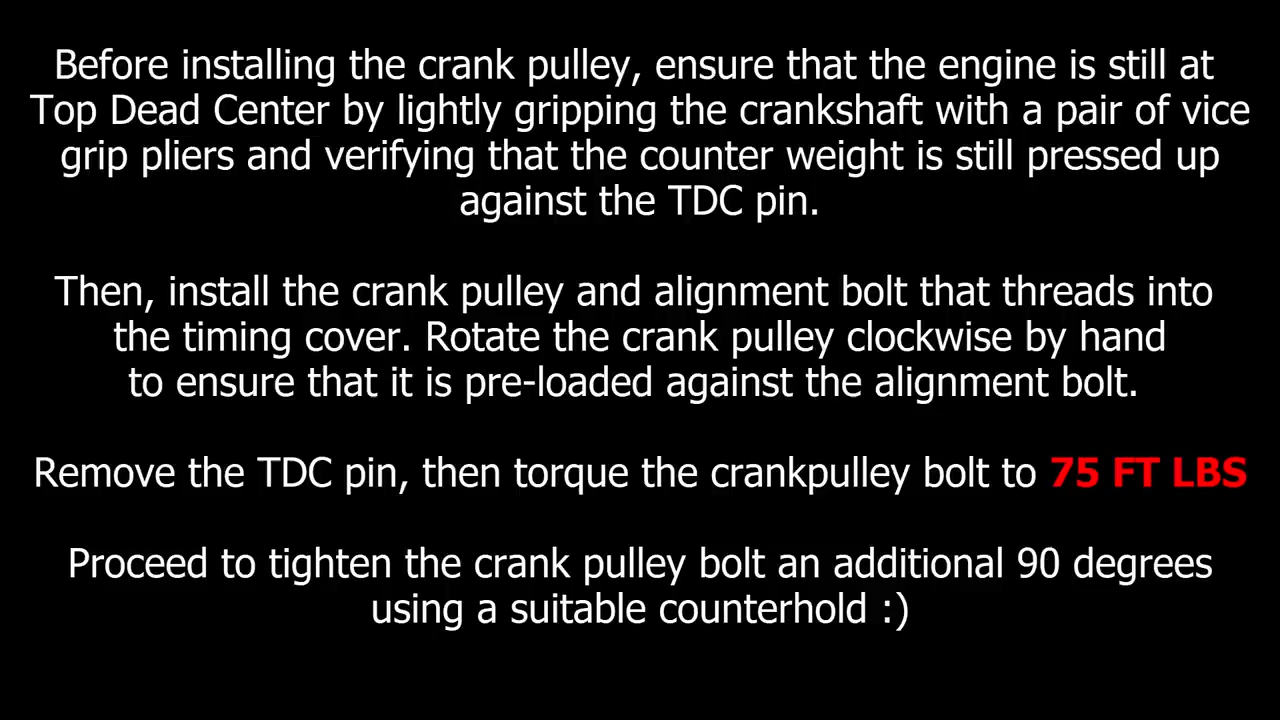 Before installing the crank pulley, ensure that the engine is still at
Top Dead Center by lightly gripping the crankshaft with a pair of vice
grip pliers and verifying that the counter weight is still pressed up
against the TDC pin.
Then, install the crank pulley and alignment bolt that threads into
the timing cover. Rotate the crank pulley clockwise by hand
to ensure that it is pre-loaded against the alignment bolt.
Remove the TDC pin, then torque the crankpulley bolt to 75 FT LBS
Proceed to tighten the crank pulley bolt an additional 90 degrees
using a suitable counterhold :)